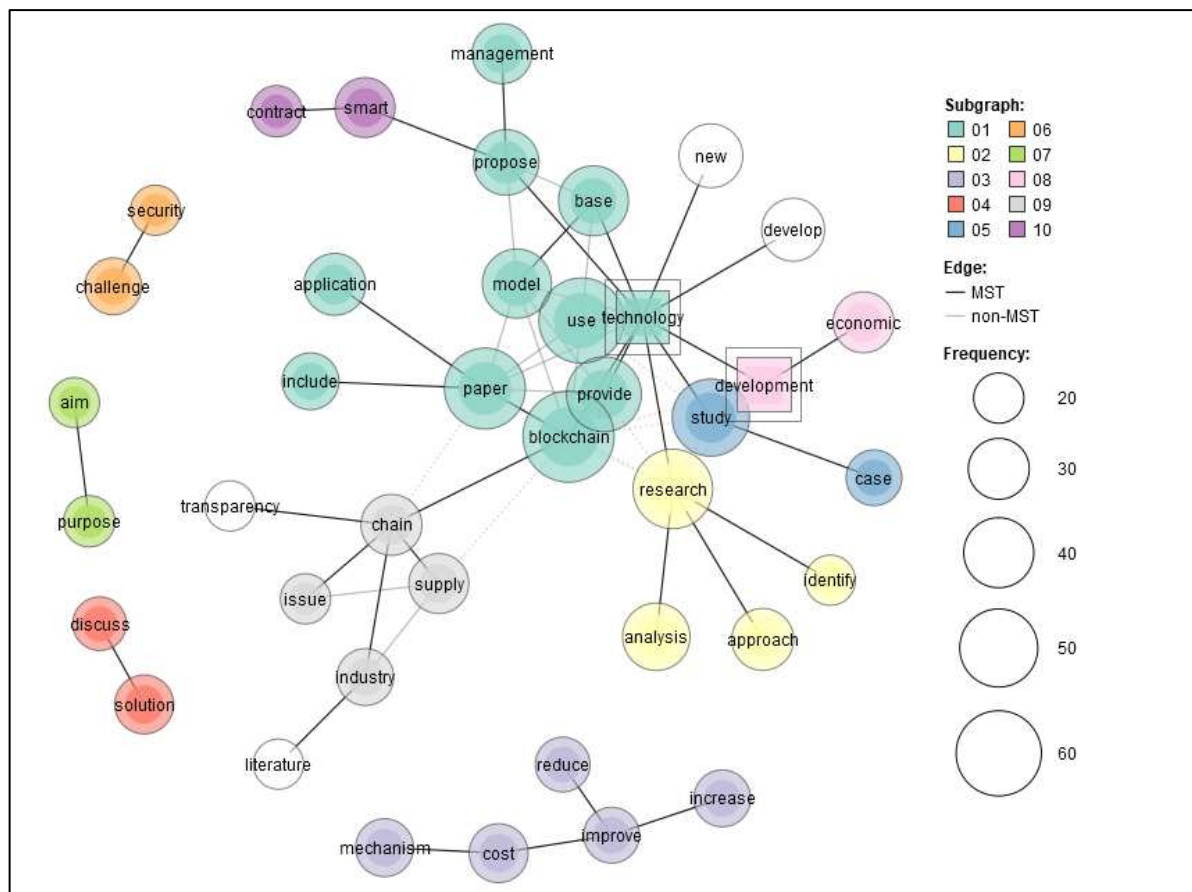 management
contract
smart
propose
new
base
security
develop
challenge
application
model
use
technology
economic
include
paper
provide
development
aim
blockchain
study
case
research
transparency
chain
purpose
supply
identify
issue
discuss
analysis
approach
industry
solution
literature
reduce
increase
improve
mechanism
cost
Subgraph:
01 06
02 07
03 08
04 09
05 10
Edge:
MST
non-MST
Frequency:
20
30
40
50
60